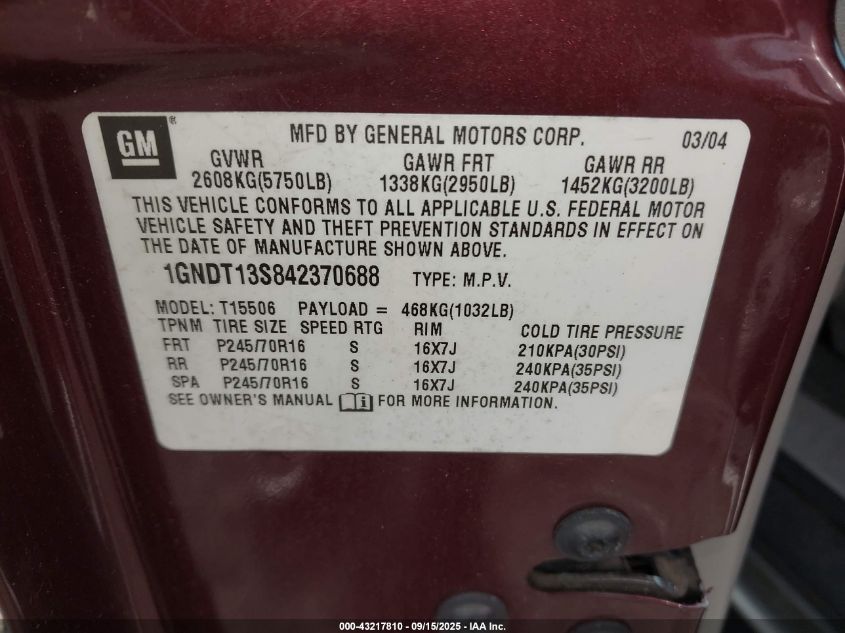 GM ® MFD BY GENERAL MOTORS CORP. 03/04
GVWR GAWR FRT GAWR RR
2608KG(5750LB) 1338KG(2950LB) 1452KG(3200LB)
THIS VEHICLE CONFORMS TO ALL APPLICABLE U.S. FEDERAL MOTOR
VEHICLE SAFETY AND THEFT PREVENTION STANDARDS IN EFFECT ON
THE DATE OF MANUFACTURE SHOWN ABOVE.
1GNDT13S842370688 TYPE: M.P.V.
MODEL: T15506 PAYLOAD = 468KG(1032LB)
TPNM TIRE SIZE SPEED RTG RIM COLD TIRE PRESSURE
FRT P245/70R16 S 16X7J 210KPA(30PSI)
RR P245/70R16 S 16X7J 240KPA(35PSI)
SPA P245/70R16 S 16X7J 240KPA(35PSI)
SEE OWNER'S MANUAL i FOR MORE INFORMATION.
000-43217810 - 09/15/2025 - IAA Inc.